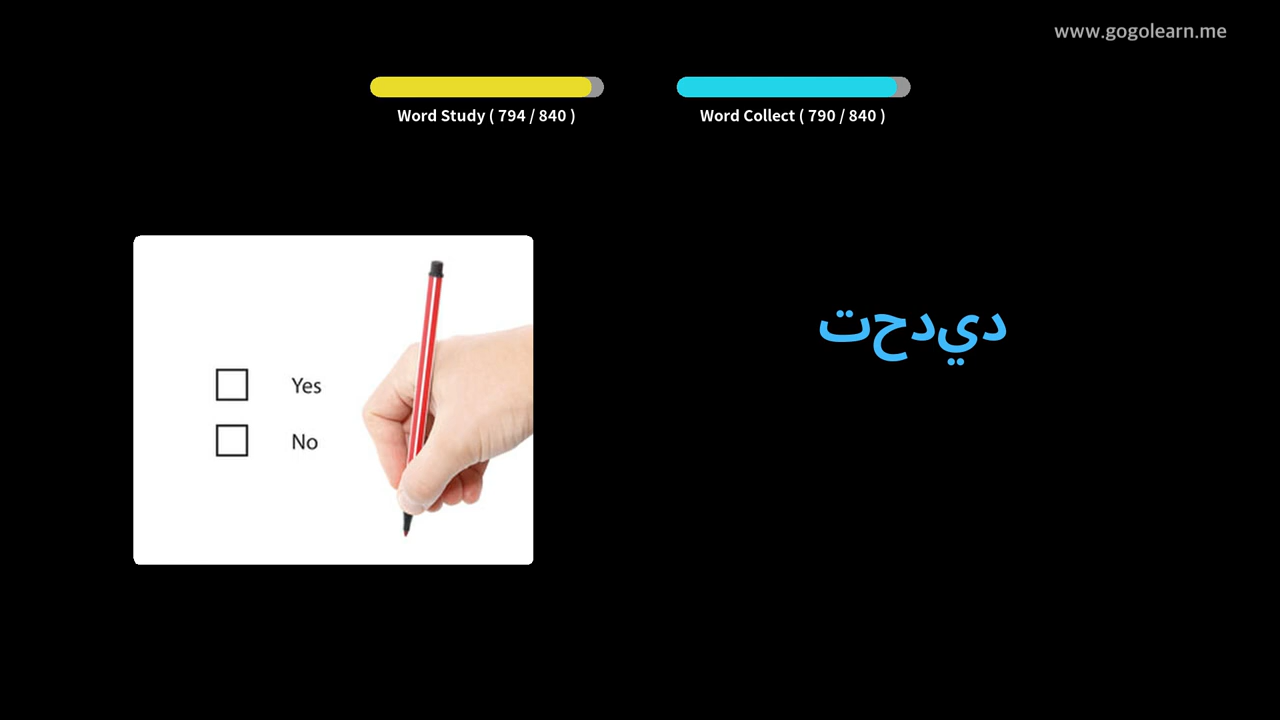 www.gogolearn.me
Word Study ( 794 / 840 )
Word Collect ( 790 / 840 )
Yes
No
تحديد